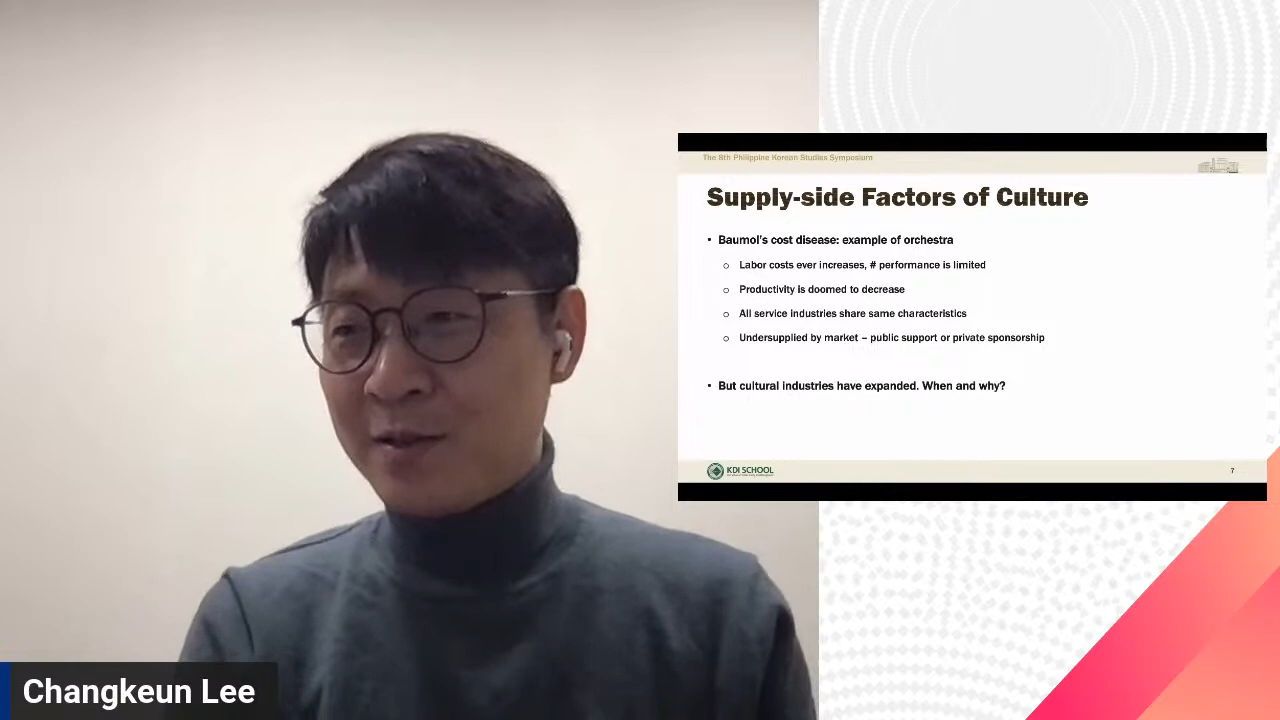 The 8th Philippine Korean Studies Symposium
Supply-side Factors of Culture
• Baumol's cost disease: example of orchestra
o Labor costs ever increases, # performance is limited
o Productivity is doomed to decrease
o All service industries share same characteristics
o Undersupplied by market – public support or private sponsorship
• But cultural industries have expanded. When and why?
KDI SCHOOL
7
Changkeun Lee